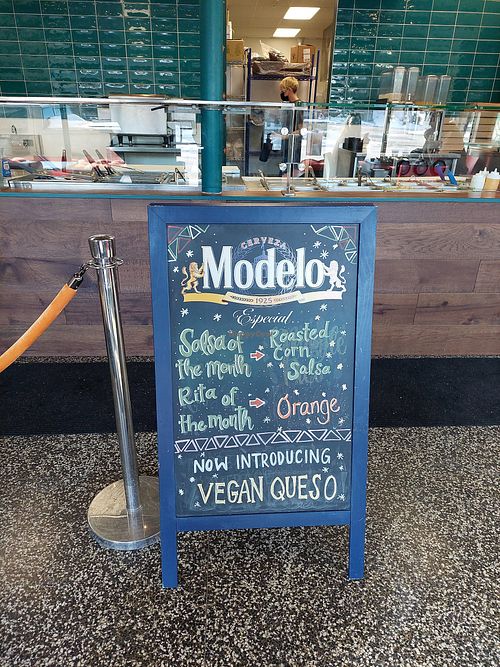 CERVEZA
Modelo
1925
Especial
Salsa of the month → Roasted Corn Salsa
Rita of the month → Orange
NOW INTRODUCING
VEGAN QUESO